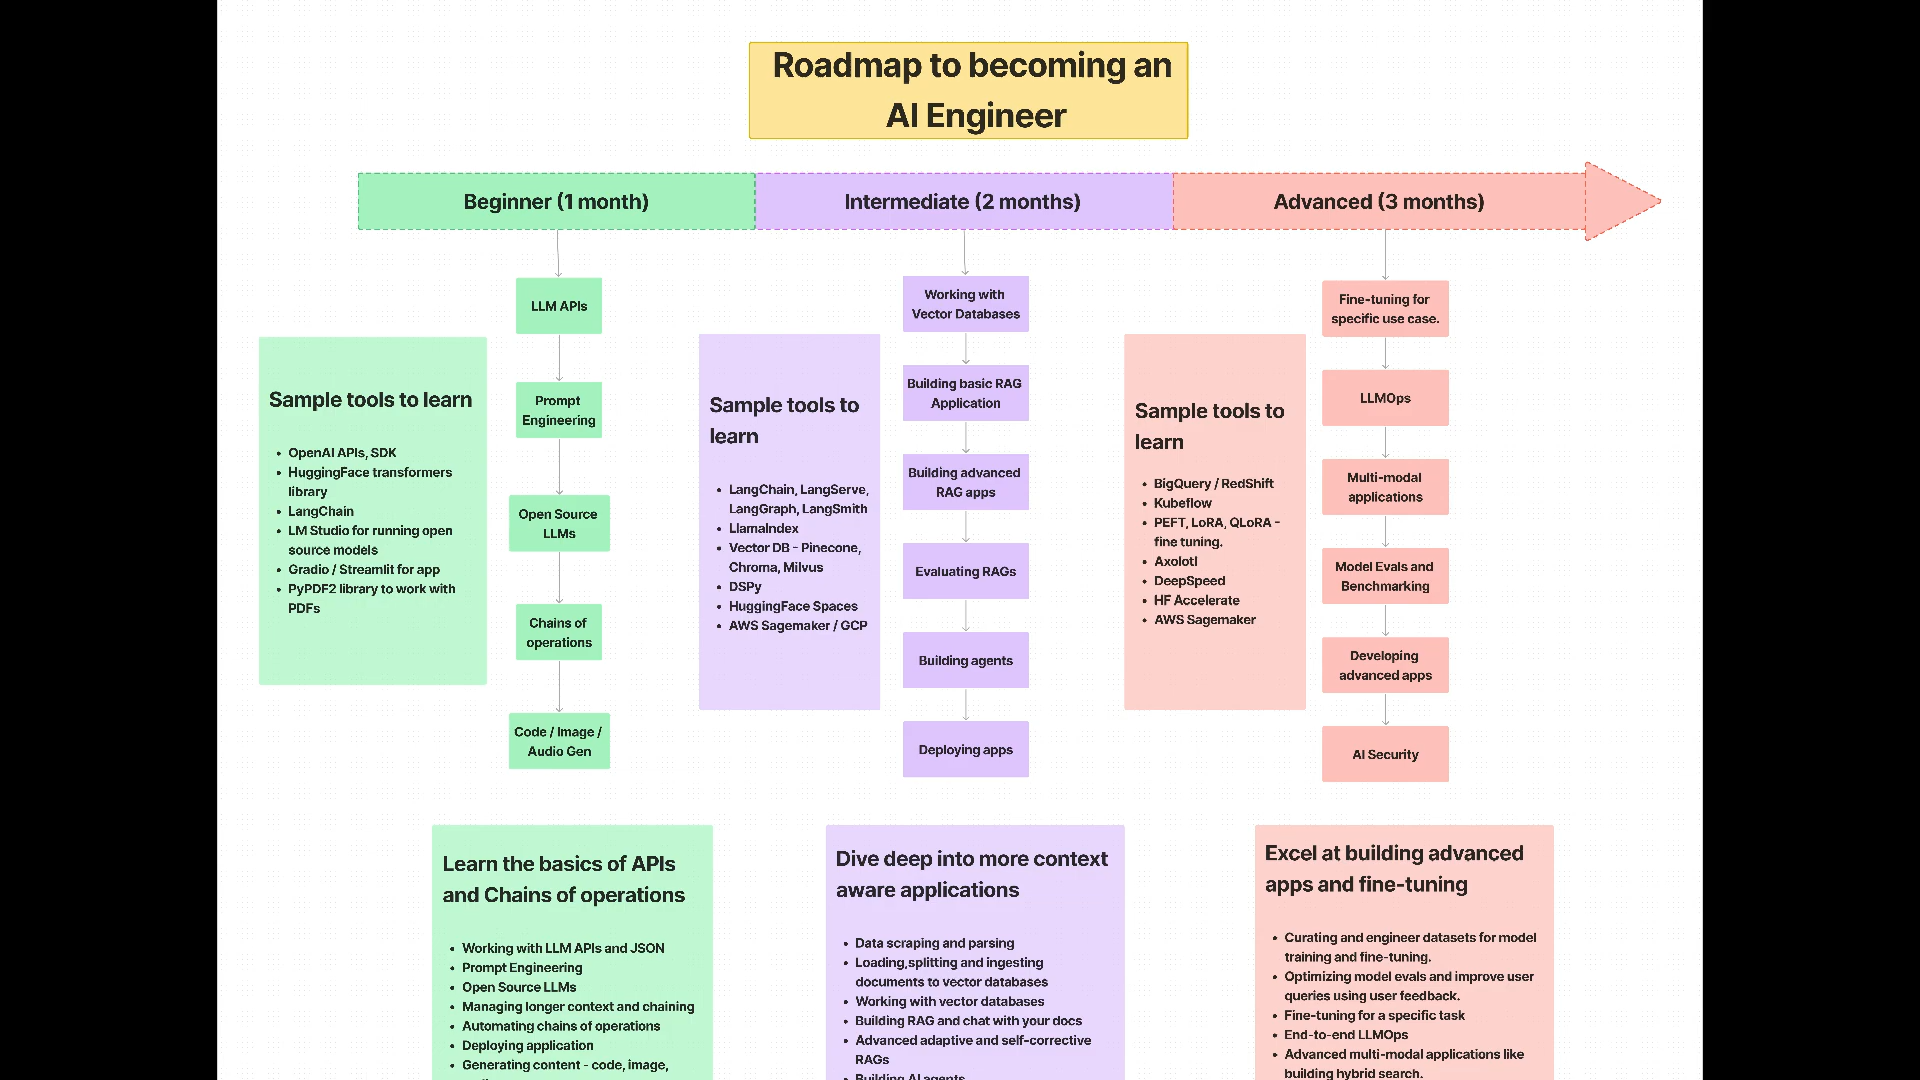 Roadmap to becoming an
AI Engineer
Beginner (1 month)
Intermediate (2 months)
Advanced (3 months)
LLM APIs
Prompt
Engineering
Open Source
LLMs
Chains of
operations
Code / Image /
Audio Gen
Sample tools to learn
• OpenAI APIs, SDK
• HuggingFace transformers
library
• LangChain
• LM Studio for running open
source models
• Gradio / Streamlit for app
• PyPDF2 library to work with
PDFs
Working with
Vector Databases
Building basic RAG
Application
Building advanced
RAG apps
Evaluating RAGs
Building agents
Deploying apps
Sample tools to
learn
• LangChain, LangServe,
LangGraph, LangSmith
• LlamaIndex
• Vector DB - Pinecone,
Chroma, Milvus
• DSPy
• HuggingFace Spaces
• AWS Sagemaker / GCP
Fine-tuning for
specific use case.
LLMOps
Multi-modal
applications
Model Evals and
Benchmarking
Developing
advanced apps
AI Security
Sample tools to
learn
• BigQuery / RedShift
• Kubeflow
• PEFT, LoRA, QLoRA -
fine tuning.
• Axolotl
• DeepSpeed
• HF Accelerate
• AWS Sagemaker
Learn the basics of APIs
and Chains of operations
• Working with LLM APIs and JSON
• Prompt Engineering
• Open Source LLMs
• Managing longer context and chaining
• Automating chains of operations
• Deploying application
• Generating content - code, image,
Dive deep into more context
aware applications
• Data scraping and parsing
• Loading,splitting and ingesting
documents to vector databases
• Working with vector databases
• Building RAG and chat with your docs
• Advanced adaptive and self-corrective
RAGs
• Building AI agents
Excel at building advanced
apps and fine-tuning
• Curating and engineer datasets for model
training and fine-tuning.
• Optimizing model evals and improve user
queries using user feedback.
• Fine-tuning for a specific task
• End-to-end LLMOps
• Advanced multi-modal applications like
building hybrid search.